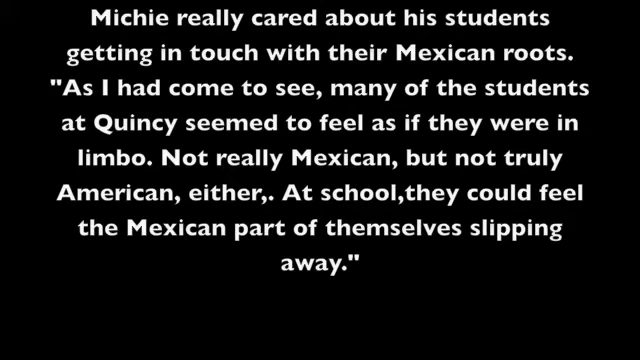 Michie really cared about his students
getting in touch with their Mexican roots.
"As I had come to see, many of the students
at Quincy seemed to feel as if they were in
limbo. Not really Mexican, but not truly
American, either,. At school,they could feel
the Mexican part of themselves slipping
away."